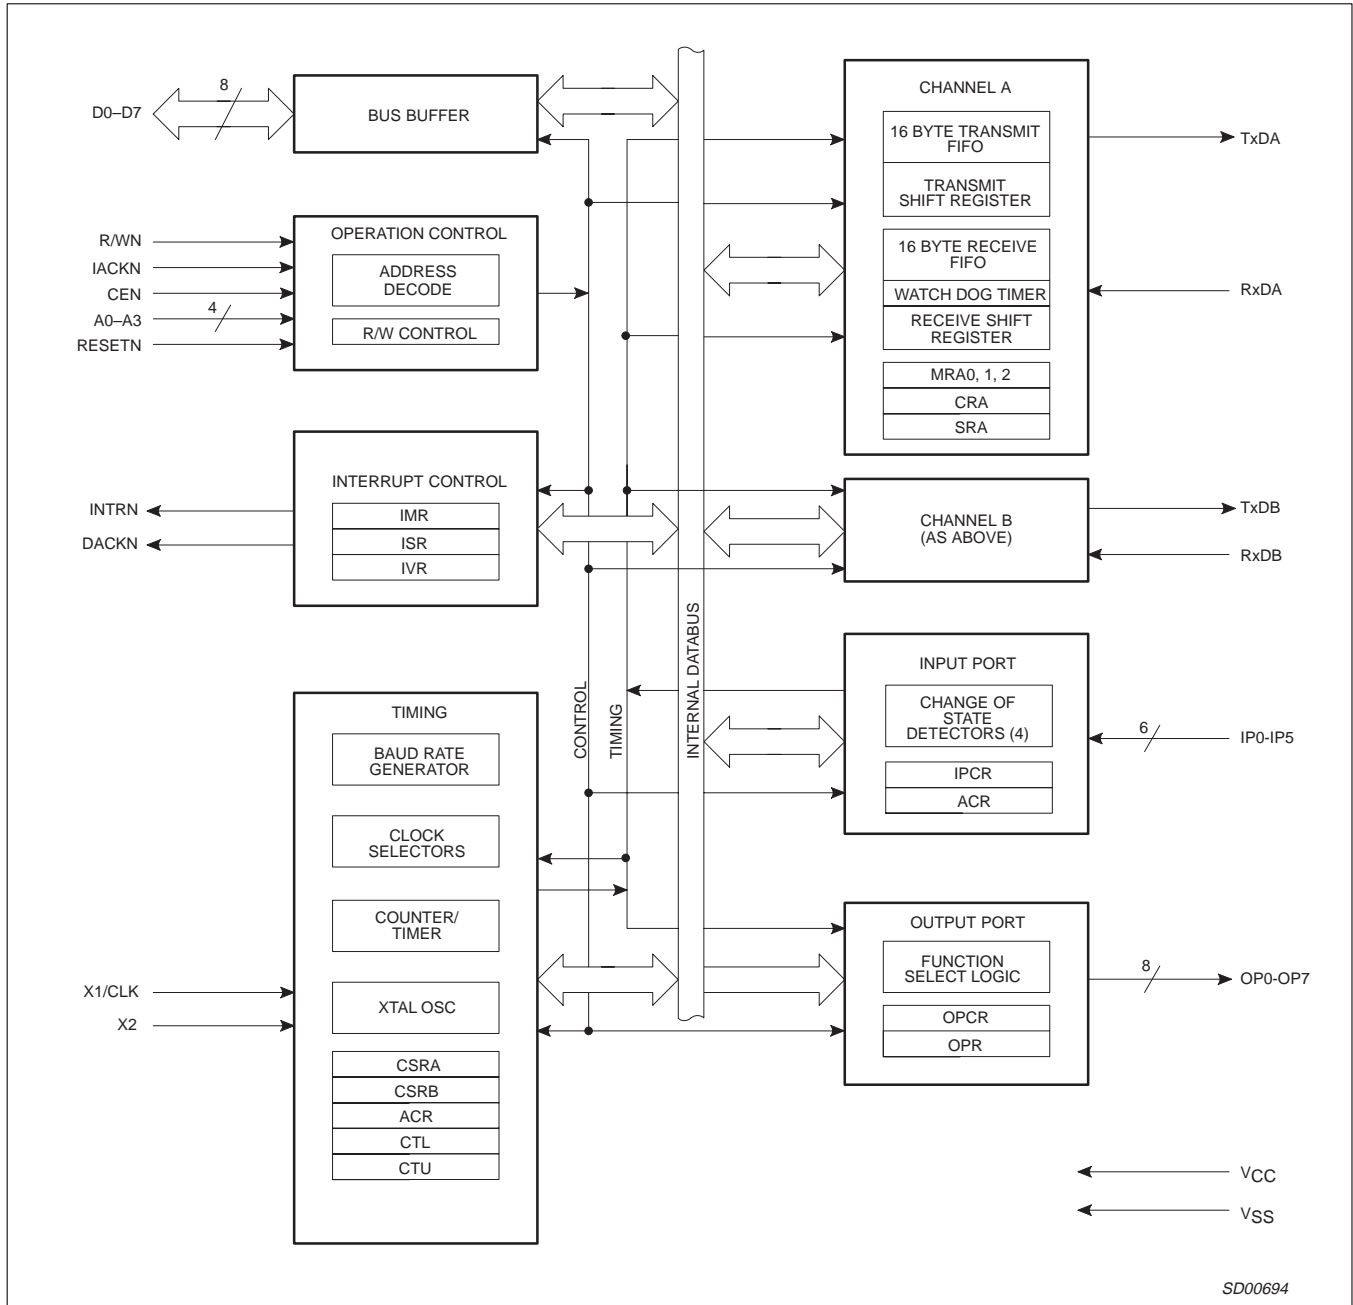 D0–D7
8
BUS BUFFER
R/WN
IACKN
CEN
A0–A3
4
RESETN
OPERATION CONTROL
ADDRESS
DECODE
R/W CONTROL
INTRN
DACKN
INTERRUPT CONTROL
IMR
ISR
IVR
TIMING
BAUD RATE
GENERATOR
CLOCK
SELECTORS
COUNTER/
TIMER
X1/CLK
X2
XTAL OSC
CSRA
CSRB
ACR
CTL
CTU
CONTROL
TIMING
INTERNAL DATABUS
CHANNEL A
16 BYTE TRANSMIT
FIFO
TRANSMIT
SHIFT REGISTER
16 BYTE RECEIVE
FIFO
WATCH DOG TIMER
RECEIVE SHIFT
REGISTER
MRA0, 1, 2
CRA
SRA
TxDA
RxDA
CHANNEL B
(AS ABOVE)
TxDB
RxDB
INPUT PORT
CHANGE OF
STATE
DETECTORS (4)
IPCR
ACR
6
IP0-IP5
OUTPUT PORT
FUNCTION
SELECT LOGIC
OPCR
OPR
8
OP0-OP7
VCC
VSS
SD00694